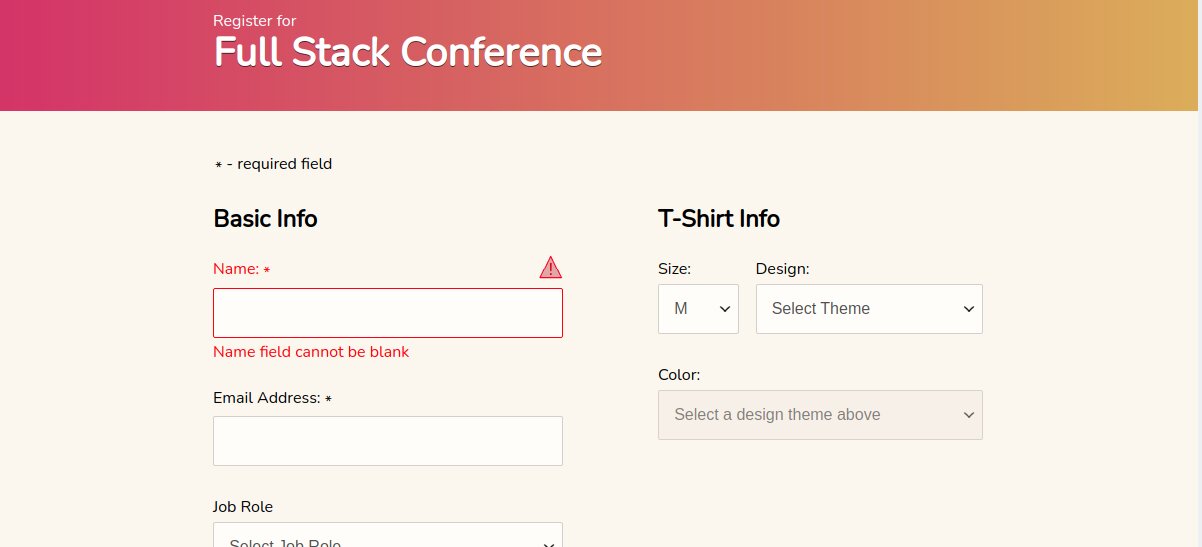 Register for
Full Stack Conference
* - required field
Basic Info
Name: *
Name field cannot be blank
Email Address: *
Job Role
Select Job Role
T-Shirt Info
Size:
Design:
M
Select Theme
Color:
Select a design theme above